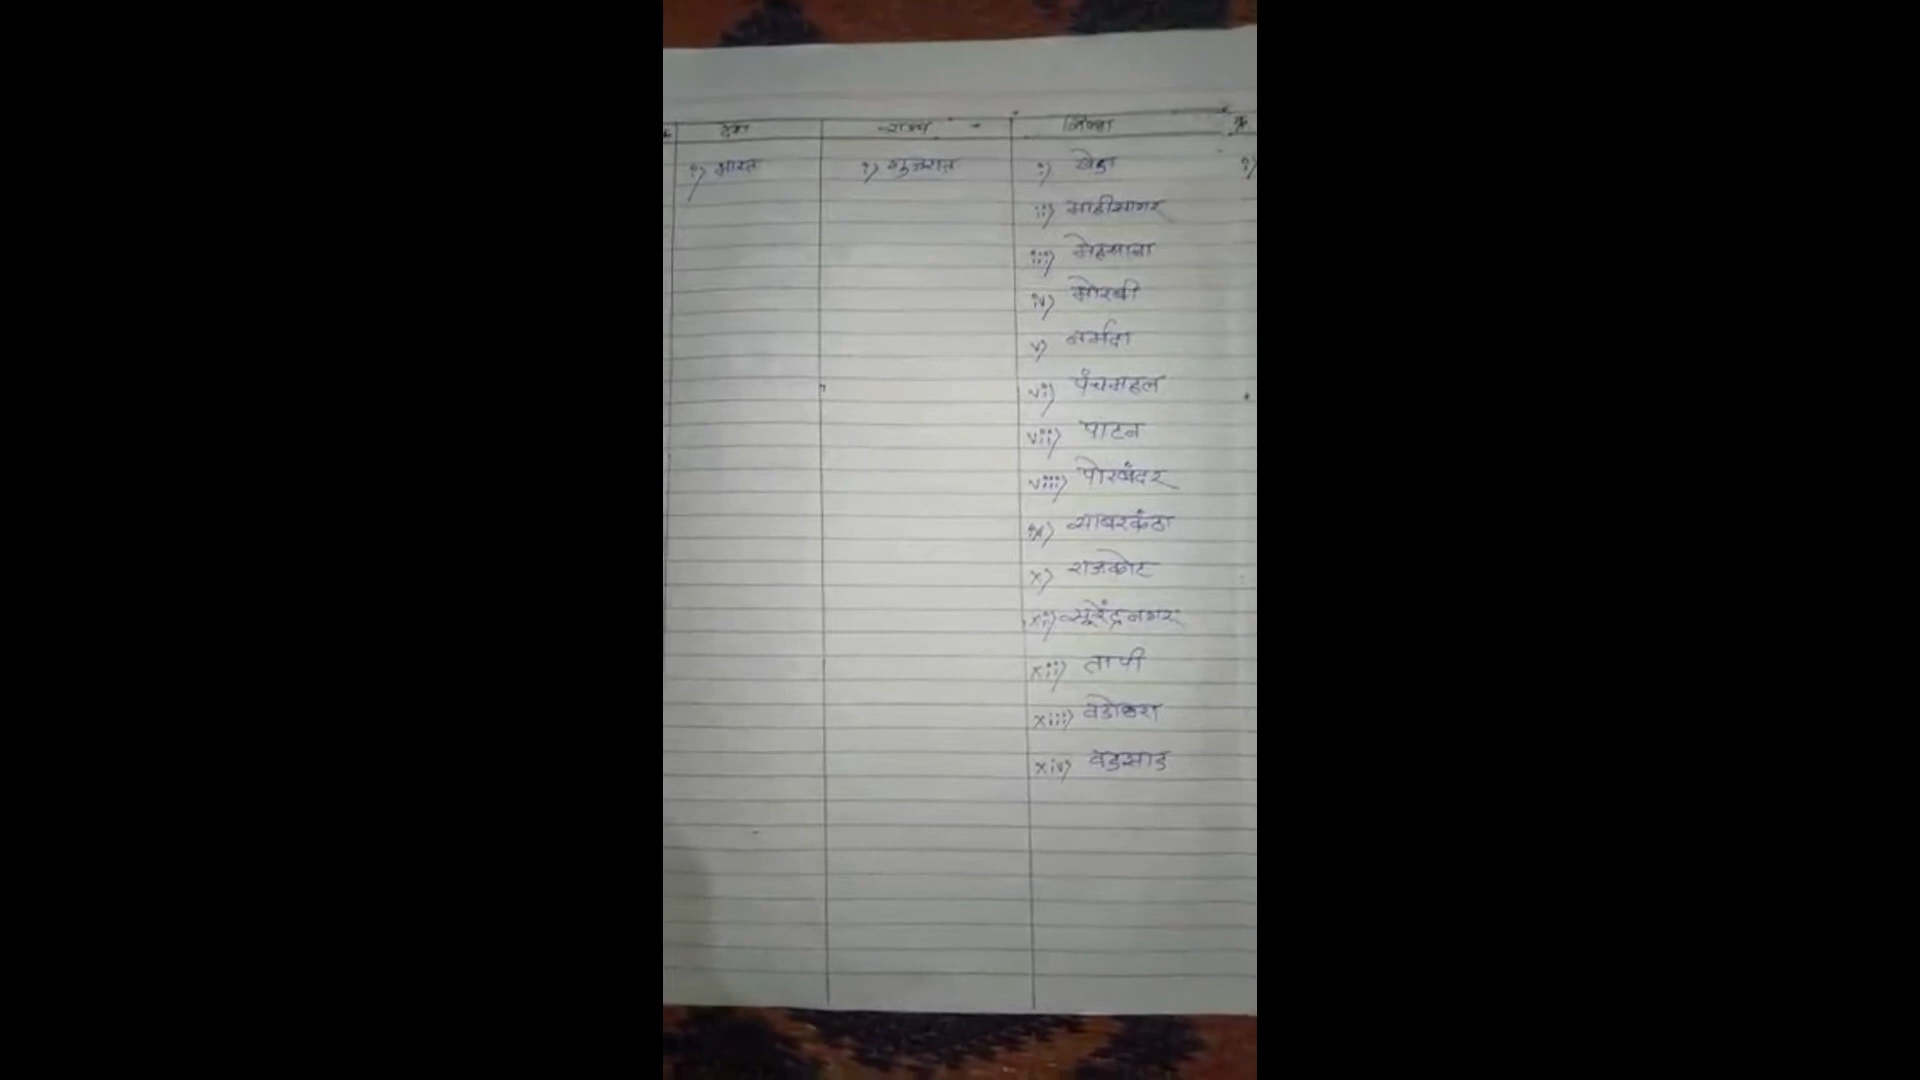 देश राज्य जिल्हा
१) भारत १) गुजरात i) खेडा
ii) माहीसागर
iii) मेहसाना
iv) मोरबी
v) नर्मदा
vi) पंचमहल
vii) पाटन
viii) पोरबंदर
ix) साबरकंठा
x) राजकोट
xi) सूरेंद्रनगर
xii) तापी
xiii) वडोदरा
xiv) वडसाड